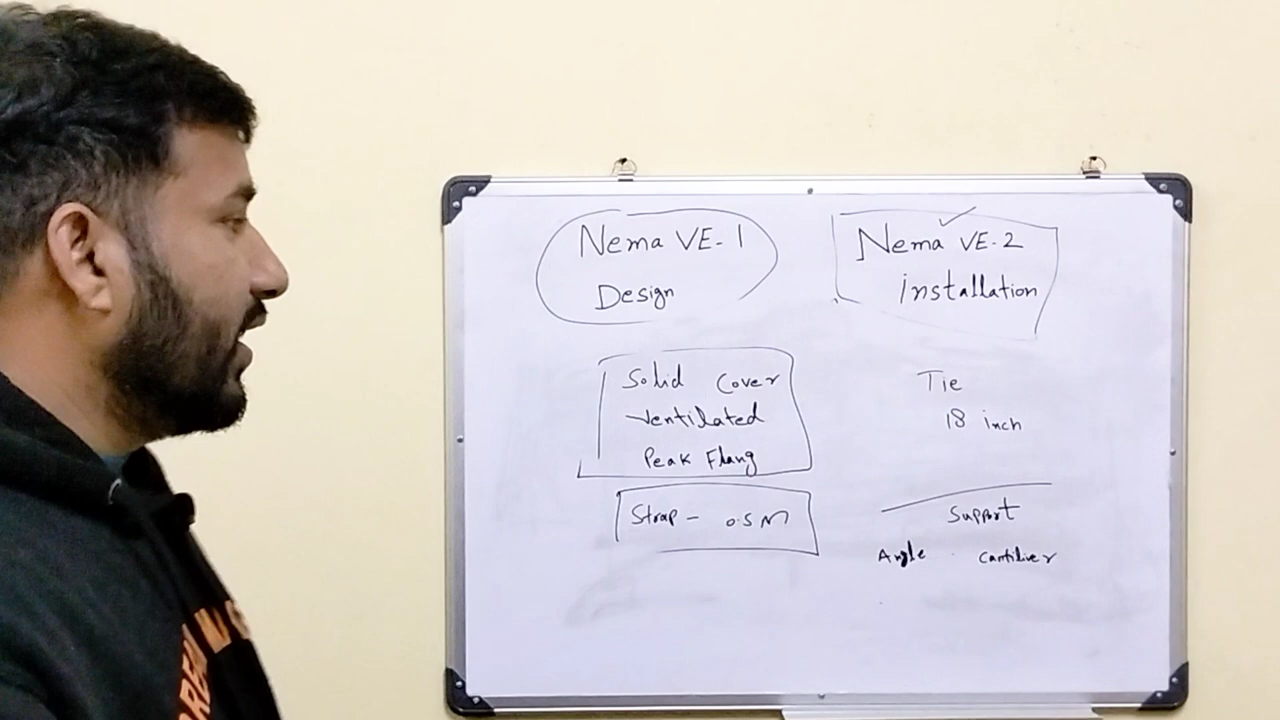 Nema VE-1
Design
Solid Cover
Ventilated
Peak Flang
Strap - 0.5 M
Nema VE-2
installation
Tie
18 inch
Support
Angle Cantiliver